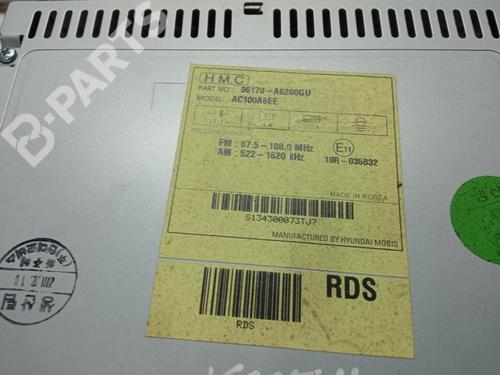 HMC
PART NO : 96170-A6200GU
MODEL : AC100A6EE
FM : 87.5-108.0 MHz
AM : 522-1620 kHz
E11
10R-035832
MADE IN KOREA
S134300073TJ7
MANUFACTURED BY HYUNDAI MOBIS
RDS
RDS
B-PARTS